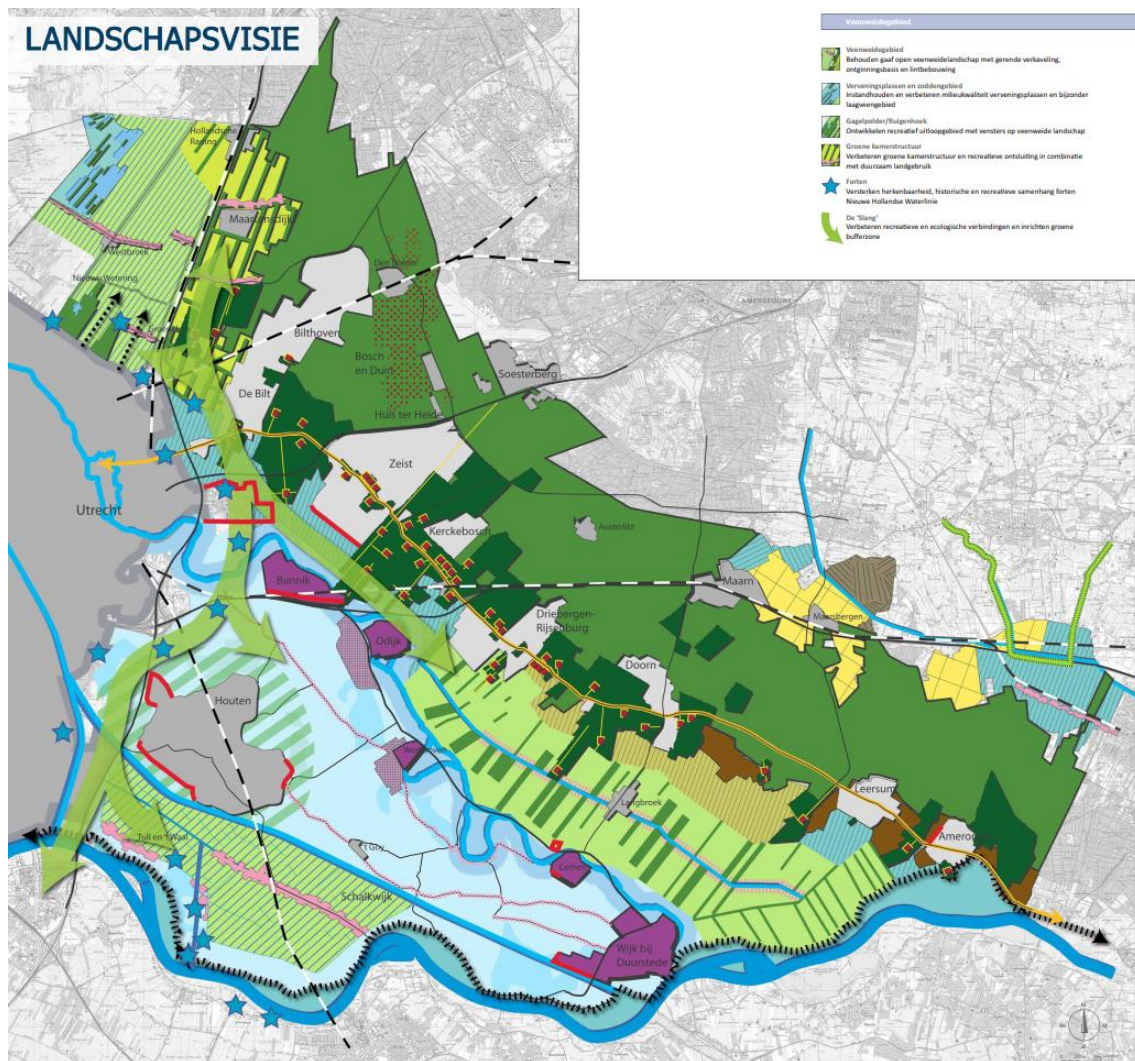 LANDSCHAPSVISIE
Veenweidegebied
Veenweidegebied
Behouden gaaf open veenweidelandschap met gerende verkaveling,
ontginningsbasis en lintbebouwing
Verveningsplassen en zoddengebied
Instandhouden en verbeteren milieukwaliteit verveningsplassen en bijzonder
laagveengebied
Gagelpolder/Ruigenhoek
Ontwikkelen recreatief uitloopgebied met vensters op veenweide landschap
Groene kamerstructuur
Verbeteren groene kamerstructuur en recreatieve ontsluiting in combinatie
met duurzaam landgebruik
Forten
Versterken herkenbaarheid, historische en recreatieve samenhang forten
Nieuwe Hollandse Waterlinie
De "Slang"
Verbeteren recreatieve en ecologische verbindingen en inrichten groene
bufferzone
Hollandsche
Rading
Maartensdijk
Westbroek
Nieuwe Wetering
Den Dolder
AMERSFOORT
Bilthoven
Bosch
en Duin
Soesterberg
De Bilt
Huis ter Heide
Zeist
Utrecht
Kerckebosch
Austerlitz
Bunnik
Maarn
Maarsbergen
Driebergen-
Rijsenburg
Odijk
Doorn
Houten
Werkhoven
Langbroek
Leersum
Tull en 't Waal
't Goy
Cothen
Schalkwijk
Wijk bij
Duurstede